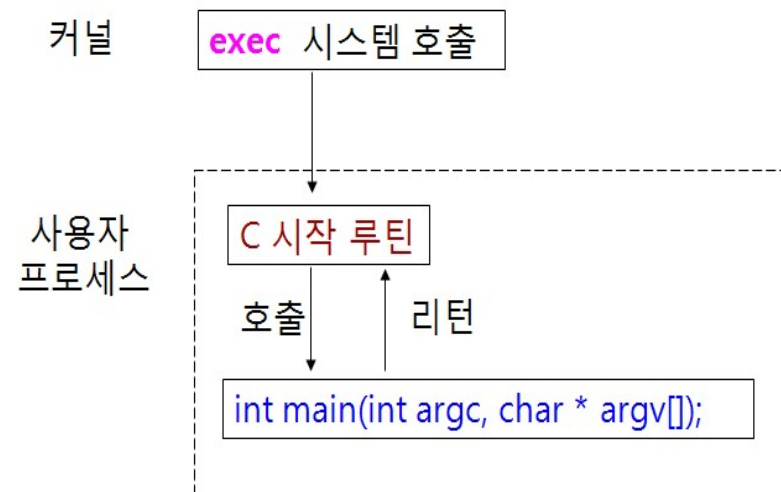 커널
exec 시스템 호출
사용자
프로세스
C 시작 루틴
호출
리턴
int main(int argc, char * argv[]);